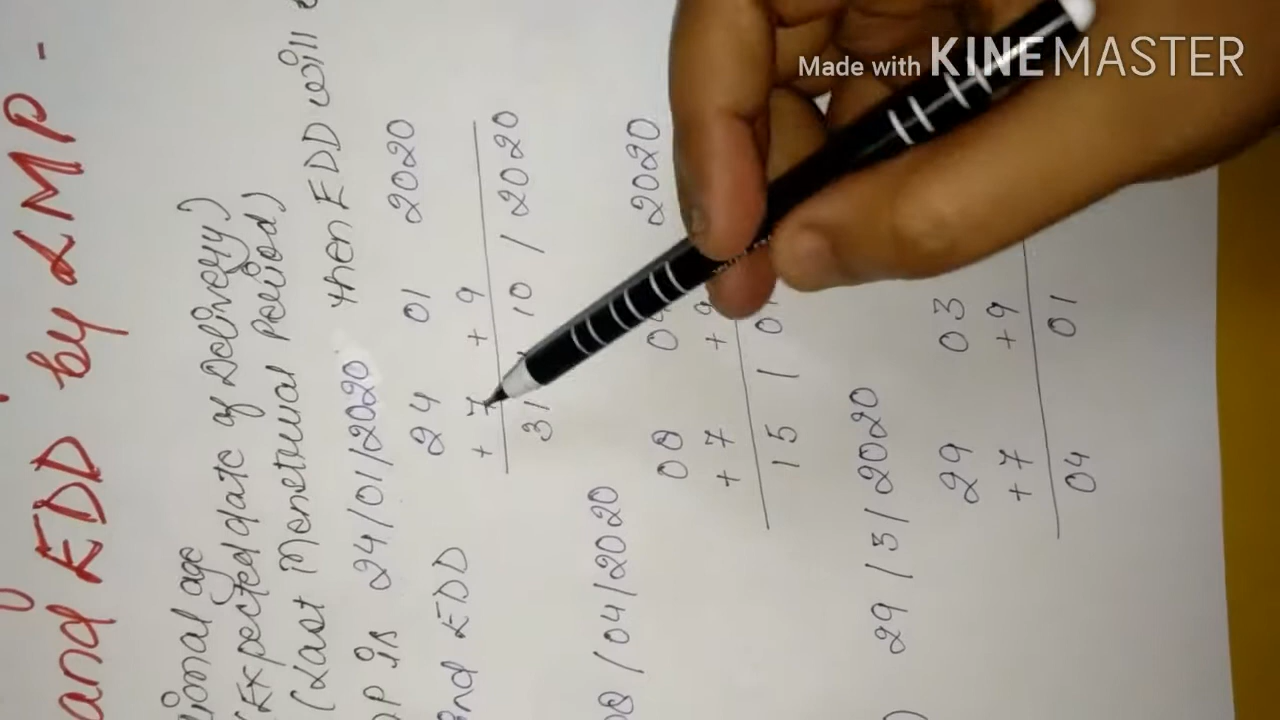 Made with KINEMASTER
and EDD by LMP -
ional age
(Expected date of Delivery)
(Last Menstrual Period)
P is 24/01/2020 then EDD will
24 01 2020
and EDD + 7 + 9
31 10 / 2020
08/04/2020
08 04 2020
+ 7 + 9
15 / 01
29/3/2020
29 03
+7 +9
04 01